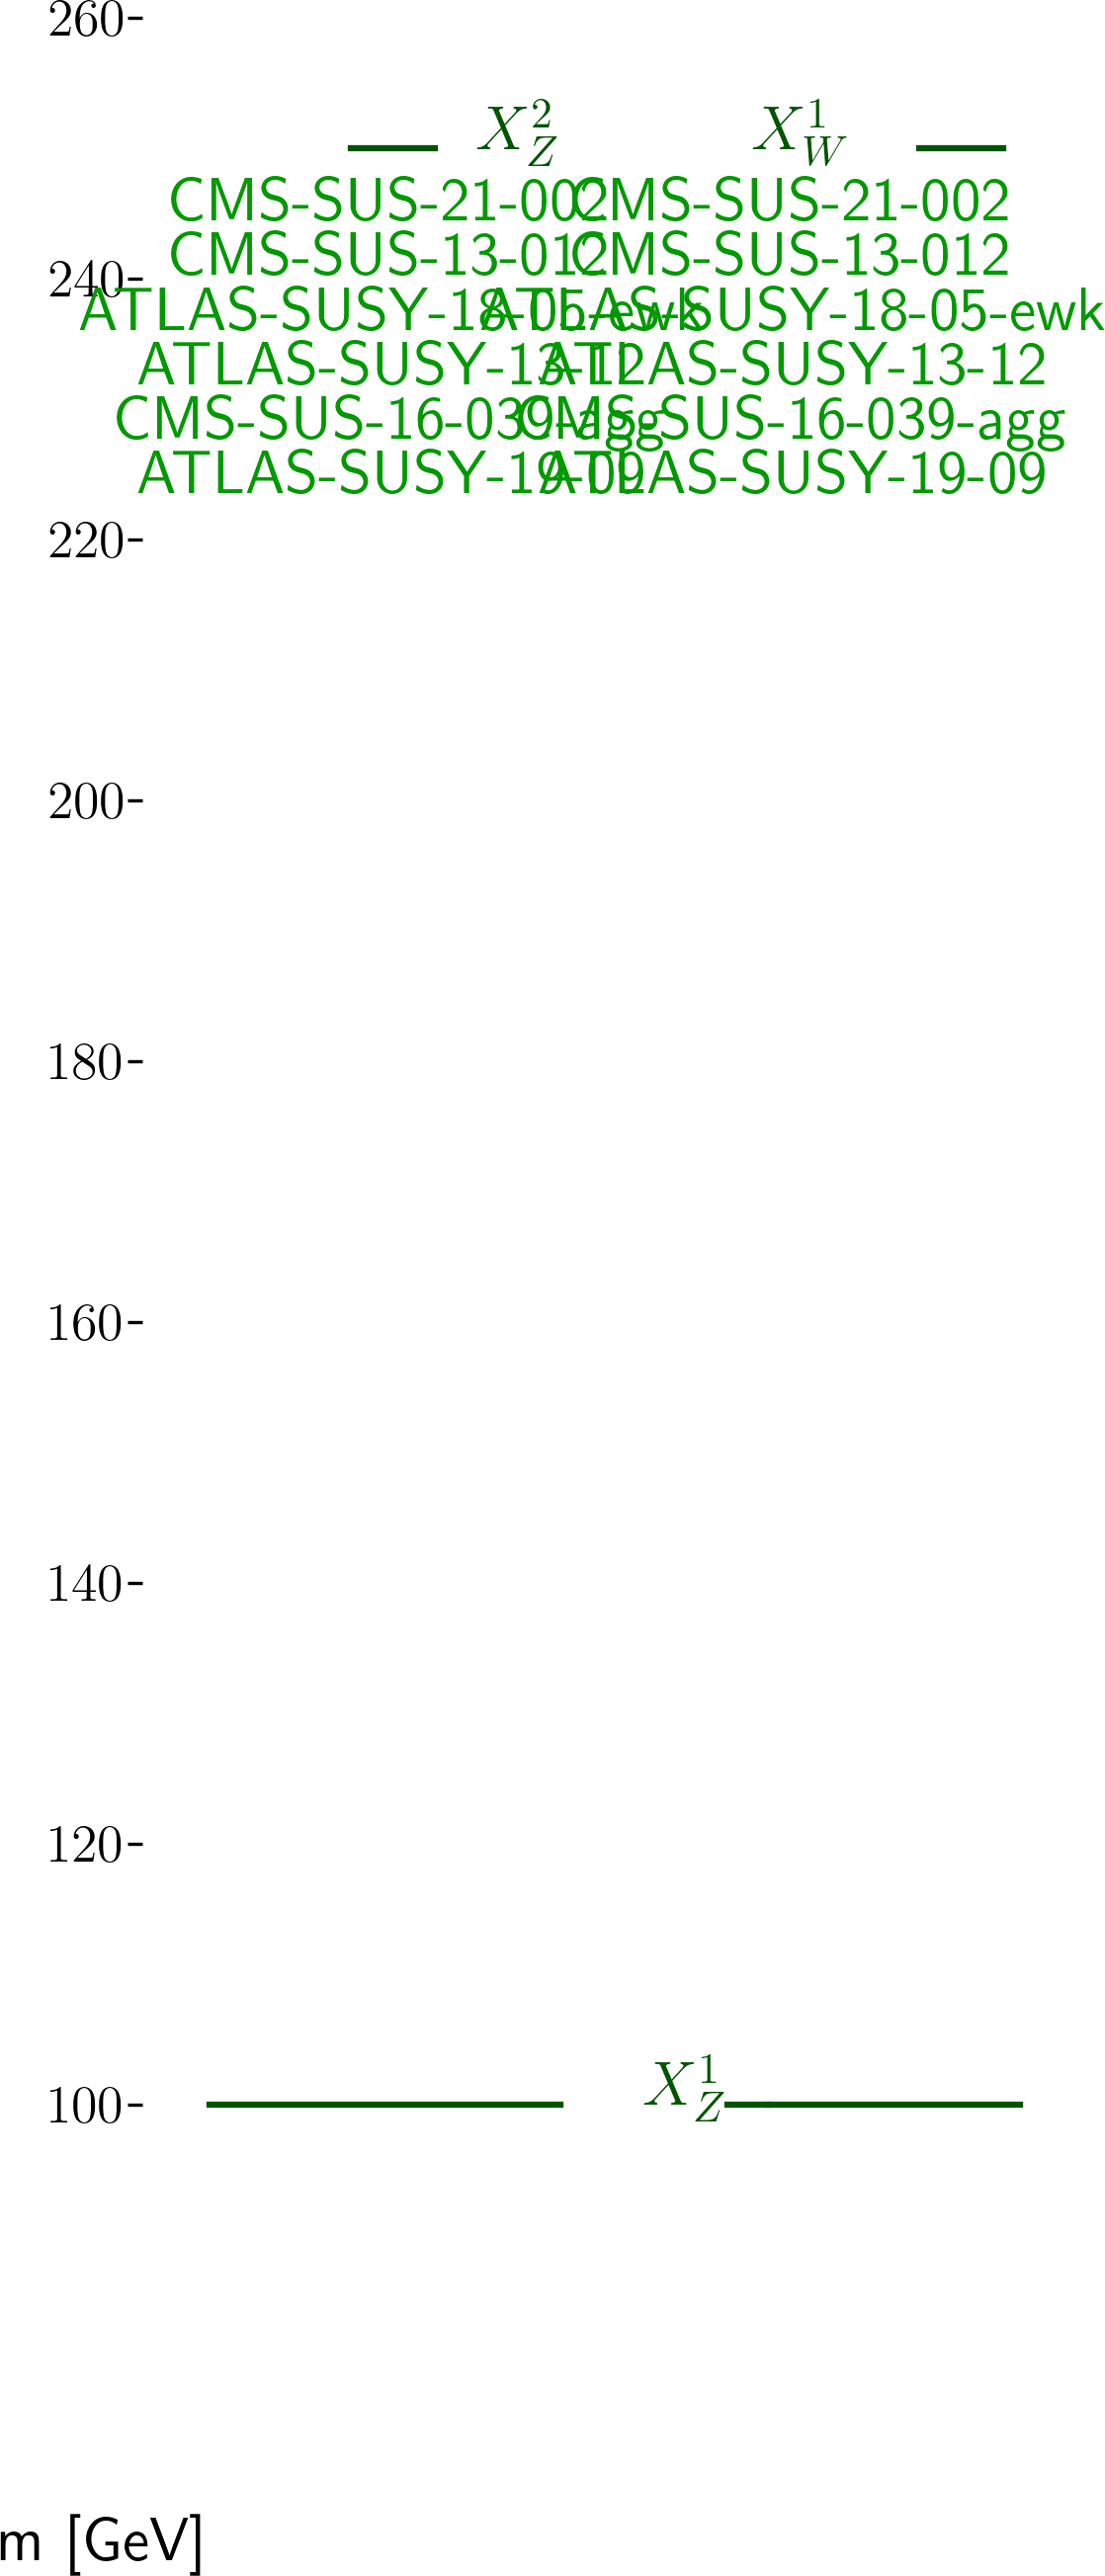 260-
X_Z^2 X_W^1
CMS-SUS-21-002 CMS-SUS-21-002
CMS-SUS-13-012 CMS-SUS-13-012
240-
ATLAS-SUSY-18-05-ewk ATLAS-SUSY-18-05-ewk
ATLAS-SUSY-13-12 ATLAS-SUSY-13-12
CMS-SUS-16-039-agg CMS-SUS-16-039-agg
ATLAS-SUSY-19-09 ATLAS-SUSY-19-09
220-
200-
180-
160-
140-
120-
100- X_Z^1
m [GeV]